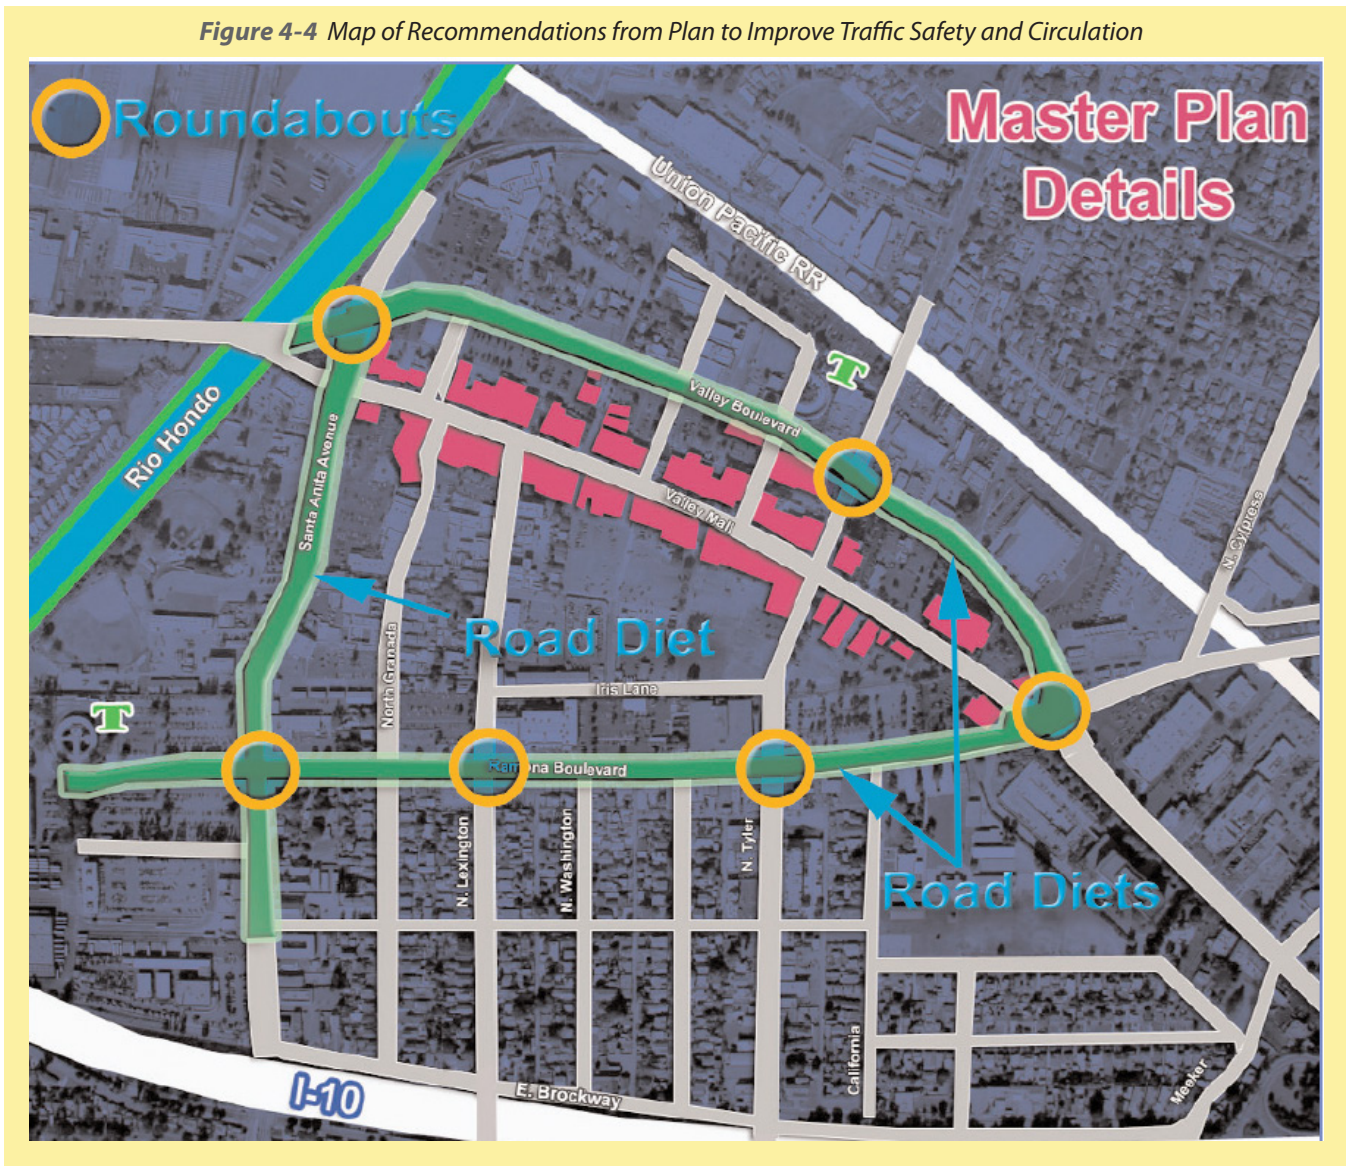 Figure 4-4 Map of Recommendations from Plan to Improve Traffic Safety and Circulation
Roundabouts
Master Plan
Details
Union Pacific RR
T
Rio Hondo
Valley Boulevard
Santa Anita Avenue
Valley Mall
N. Cypress
Road Diet
North Granada
Iris Lane
T
Ramona Boulevard
N. Lexington
N. Washington
N Tyler
Road Diets
California
Meeker
I-10
E. Brockway